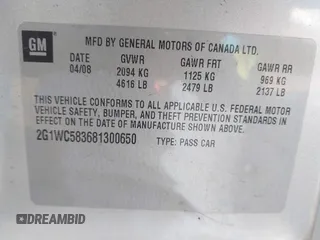 GM
MFD BY GENERAL MOTORS OF CANADA LTD.
DATE GVWR GAWR FRT GAWR RR
04/08 2094 KG 1125 KG 969 KG
4616 LB 2479 LB 2137 LB
THIS VEHICLE CONFORMS TO ALL APPLICABLE U.S. FEDERAL MOTOR
VEHICLE SAFETY, BUMPER, AND THEFT PREVENTION STANDARDS
IN EFFECT ON THE DATE OF MANUFACTURE SHOWN ABOVE.
2G1WC583681300650 TYPE: PASS CAR
DREAMBID